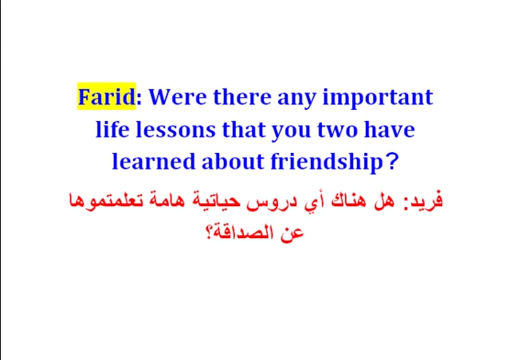 Farid: Were there any important
life lessons that you two have
learned about friendship?
فريد: هل هناك أي دروس حياتية هامة تعلمتموها
عن الصداقة؟